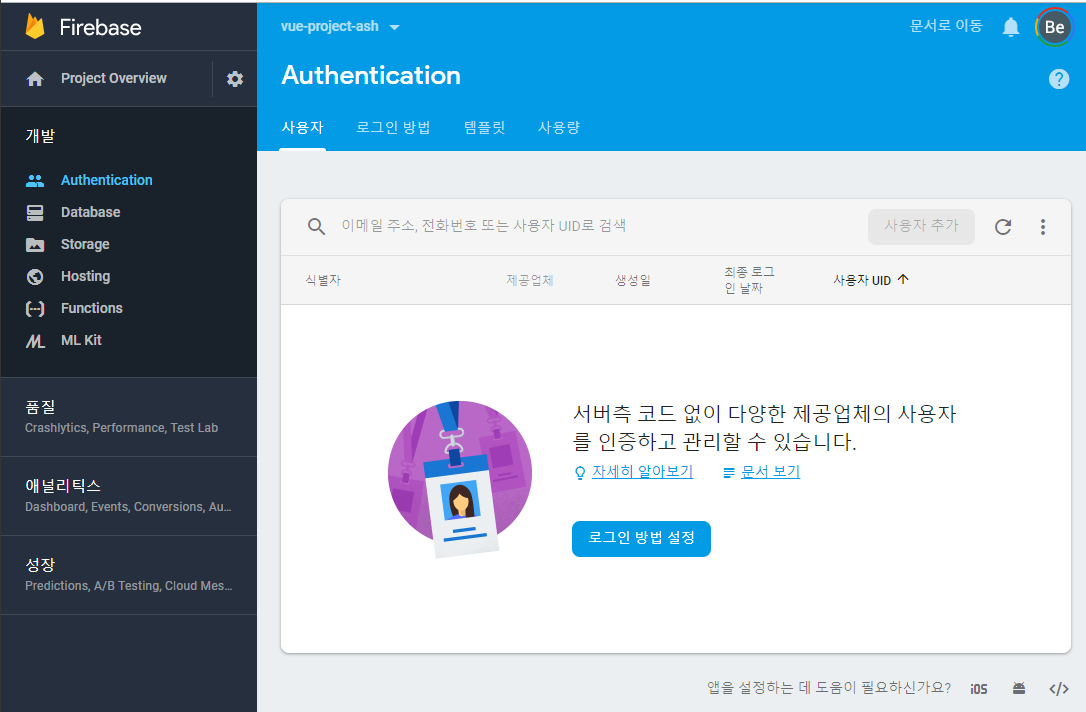 Firebase
vue-project-ash
문서로 이동
Be
Project Overview
Authentication
?
사용자
로그인 방법
템플릿
사용량
개발
Authentication
Database
Storage
Hosting
Functions
ML Kit
품질
Crashlytics, Performance, Test Lab
애널리틱스
Dashboard, Events, Conversions, Au...
성장
Predictions, A/B Testing, Cloud Mes...
이메일 주소, 전화번호 또는 사용자 UID로 검색
사용자 추가
식별자
제공업체
생성일
최종 로그
인 날짜
사용자 UID
서버측 코드 없이 다양한 제공업체의 사용자
를 인증하고 관리할 수 있습니다.
자세히 알아보기
문서 보기
로그인 방법 설정
앱을 설정하는 데 도움이 필요하신가요?
iOS